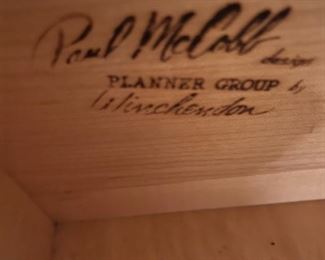 Paul McCobb design
PLANNER GROUP by
Winchendon